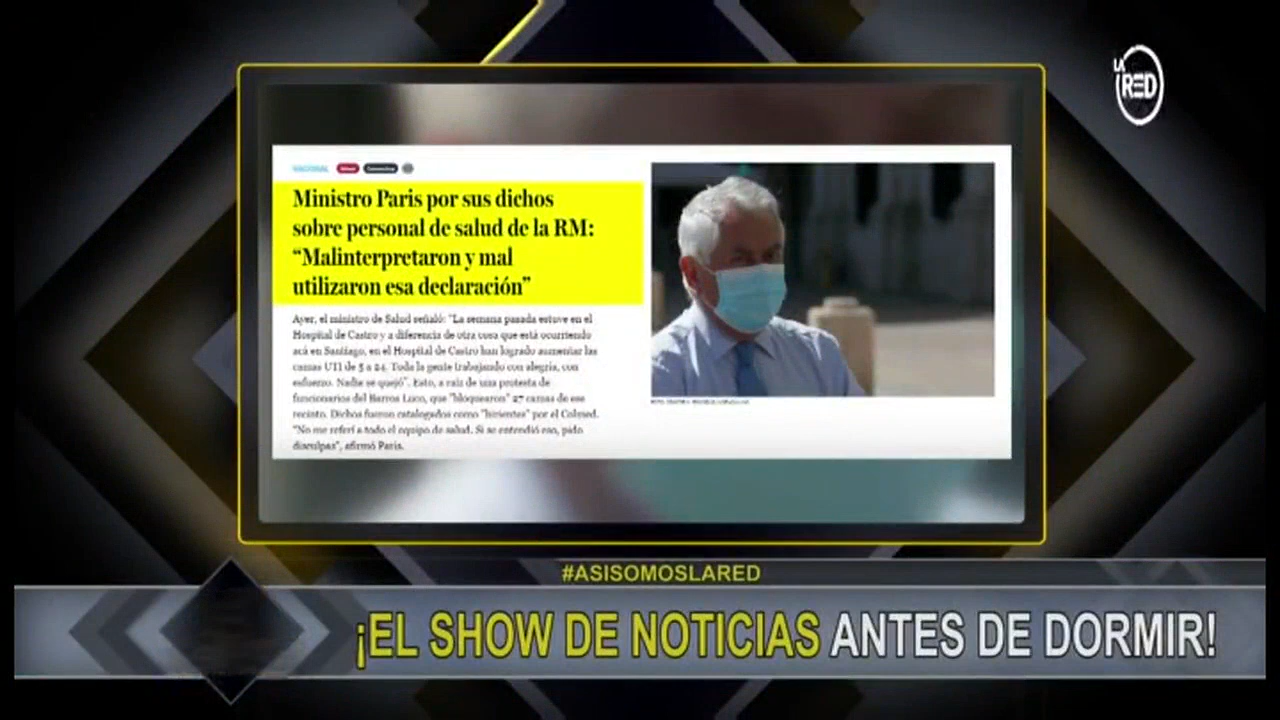 LA
RED
NACIONAL
Ministro Paris por sus dichos
sobre personal de salud de la RM:
“Malinterpretaron y mal
utilizaron esa declaración”
Ayer, el ministro de Salud señaló: "La semana pasada estuve en el
Hospital de Castro y a diferencia de otra cosa que está ocurriendo
acá en Santiago, en el Hospital de Castro han logrado aumentar las
camas UTI de 5 a 24. Toda la gente trabajando con alegría, con
esfuerzo. Nadie se quejó". Esto, a raíz de una protesta de
funcionarios del Barros Luco, que "bloquearon" 27 camas de ese
recinto. Dichos fueron catalogados como "hirientes" por el Colmed.
"No me referí a todo el equipo de salud. Si se entendió eso, pido
disculpas", afirmó Paris.
#ASISOMOSLARED
¡EL SHOW DE NOTICIAS ANTES DE DORMIR!